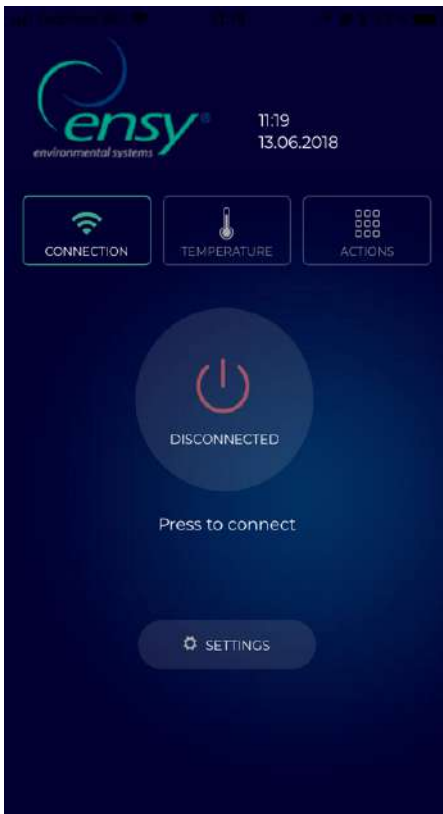 ensy®
environmental systems
11:19
13.06.2018
CONNECTION
TEMPERATURE
ACTIONS
DISCONNECTED
Press to connect
SETTINGS